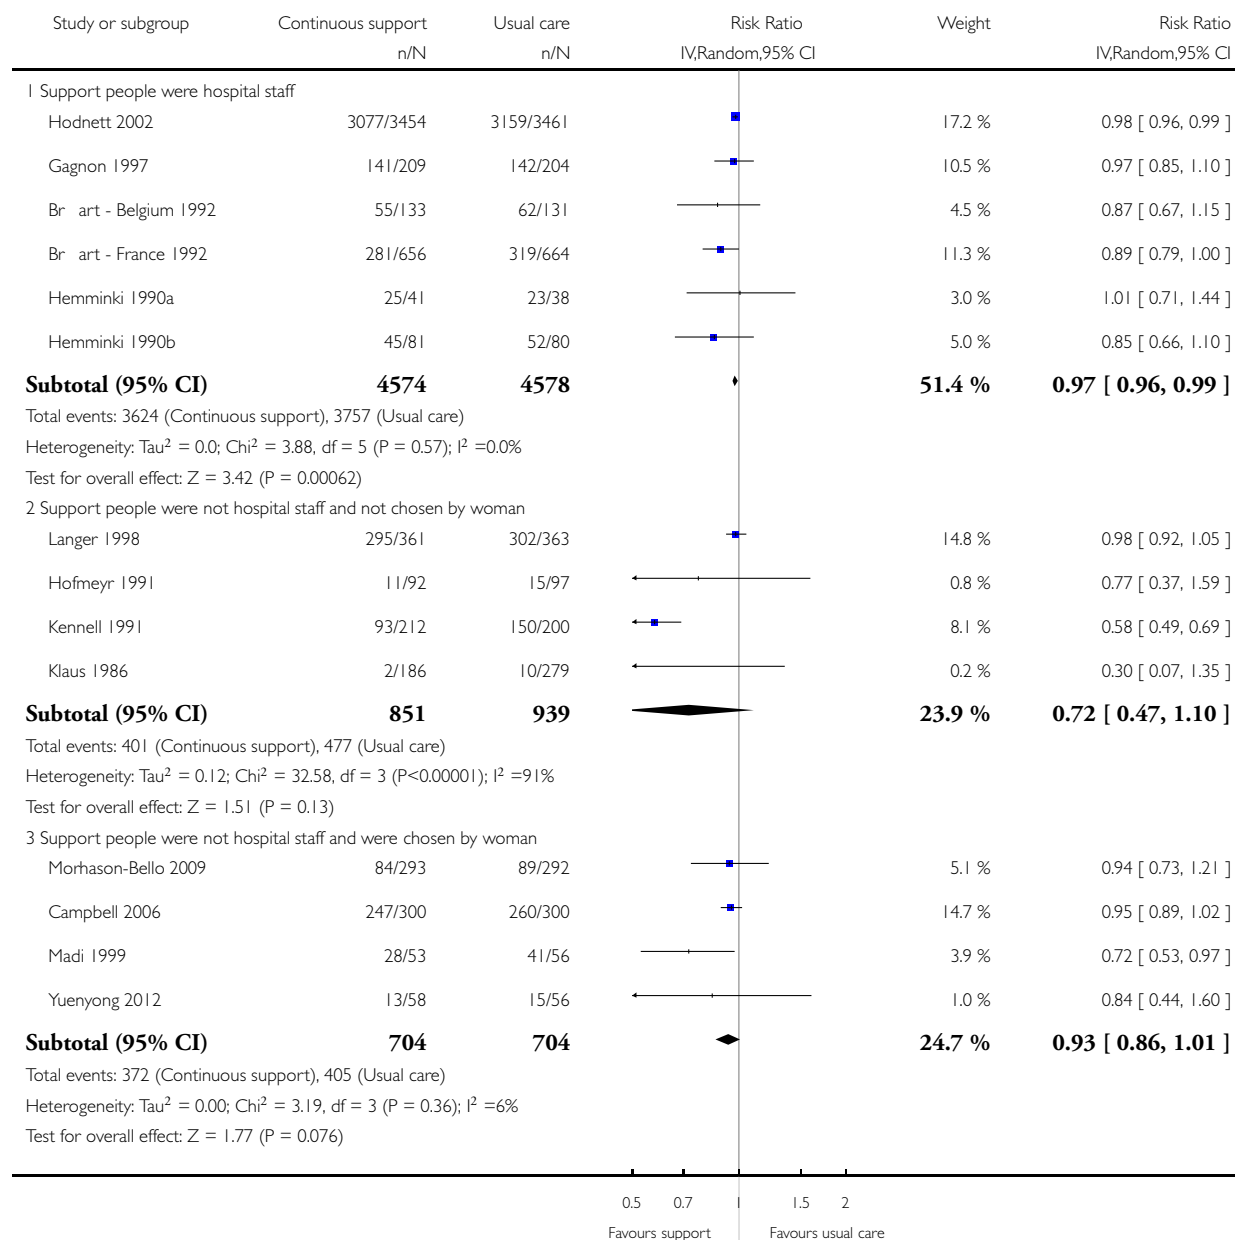 Study or subgroup Continuous support Usual care Risk Ratio Weight Risk Ratio
n/N n/N IV,Random,95% CI IV,Random,95% CI
1 Support people were hospital staff
Hodnett 2002 3077/3454 3159/3461 17.2 % 0.98 [ 0.96, 0.99 ]
Gagnon 1997 141/209 142/204 10.5 % 0.97 [ 0.85, 1.10 ]
Br art - Belgium 1992 55/133 62/131 4.5 % 0.87 [ 0.67, 1.15 ]
Br art - France 1992 281/656 319/664 11.3 % 0.89 [ 0.79, 1.00 ]
Hemminki 1990a 25/41 23/38 3.0 % 1.01 [ 0.71, 1.44 ]
Hemminki 1990b 45/81 52/80 5.0 % 0.85 [ 0.66, 1.10 ]
Subtotal (95% CI) 4574 4578 51.4 % 0.97 [ 0.96, 0.99 ]
Total events: 3624 (Continuous support), 3757 (Usual care)
Heterogeneity: Tau² = 0.0; Chi² = 3.88, df = 5 (P = 0.57); I² =0.0%
Test for overall effect: Z = 3.42 (P = 0.00062)
2 Support people were not hospital staff and not chosen by woman
Langer 1998 295/361 302/363 14.8 % 0.98 [ 0.92, 1.05 ]
Hofmeyr 1991 11/92 15/97 0.8 % 0.77 [ 0.37, 1.59 ]
Kennell 1991 93/212 150/200 8.1 % 0.58 [ 0.49, 0.69 ]
Klaus 1986 2/186 10/279 0.2 % 0.30 [ 0.07, 1.35 ]
Subtotal (95% CI) 851 939 23.9 % 0.72 [ 0.47, 1.10 ]
Total events: 401 (Continuous support), 477 (Usual care)
Heterogeneity: Tau² = 0.12; Chi² = 32.58, df = 3 (P<0.00001); I² =91%
Test for overall effect: Z = 1.51 (P = 0.13)
3 Support people were not hospital staff and were chosen by woman
Morhason-Bello 2009 84/293 89/292 5.1 % 0.94 [ 0.73, 1.21 ]
Campbell 2006 247/300 260/300 14.7 % 0.95 [ 0.89, 1.02 ]
Madi 1999 28/53 41/56 3.9 % 0.72 [ 0.53, 0.97 ]
Yuenyong 2012 13/58 15/56 1.0 % 0.84 [ 0.44, 1.60 ]
Subtotal (95% CI) 704 704 24.7 % 0.93 [ 0.86, 1.01 ]
Total events: 372 (Continuous support), 405 (Usual care)
Heterogeneity: Tau² = 0.00; Chi² = 3.19, df = 3 (P = 0.36); I² =6%
Test for overall effect: Z = 1.77 (P = 0.076)
0.5 0.7 1 1.5 2
Favours support Favours usual care